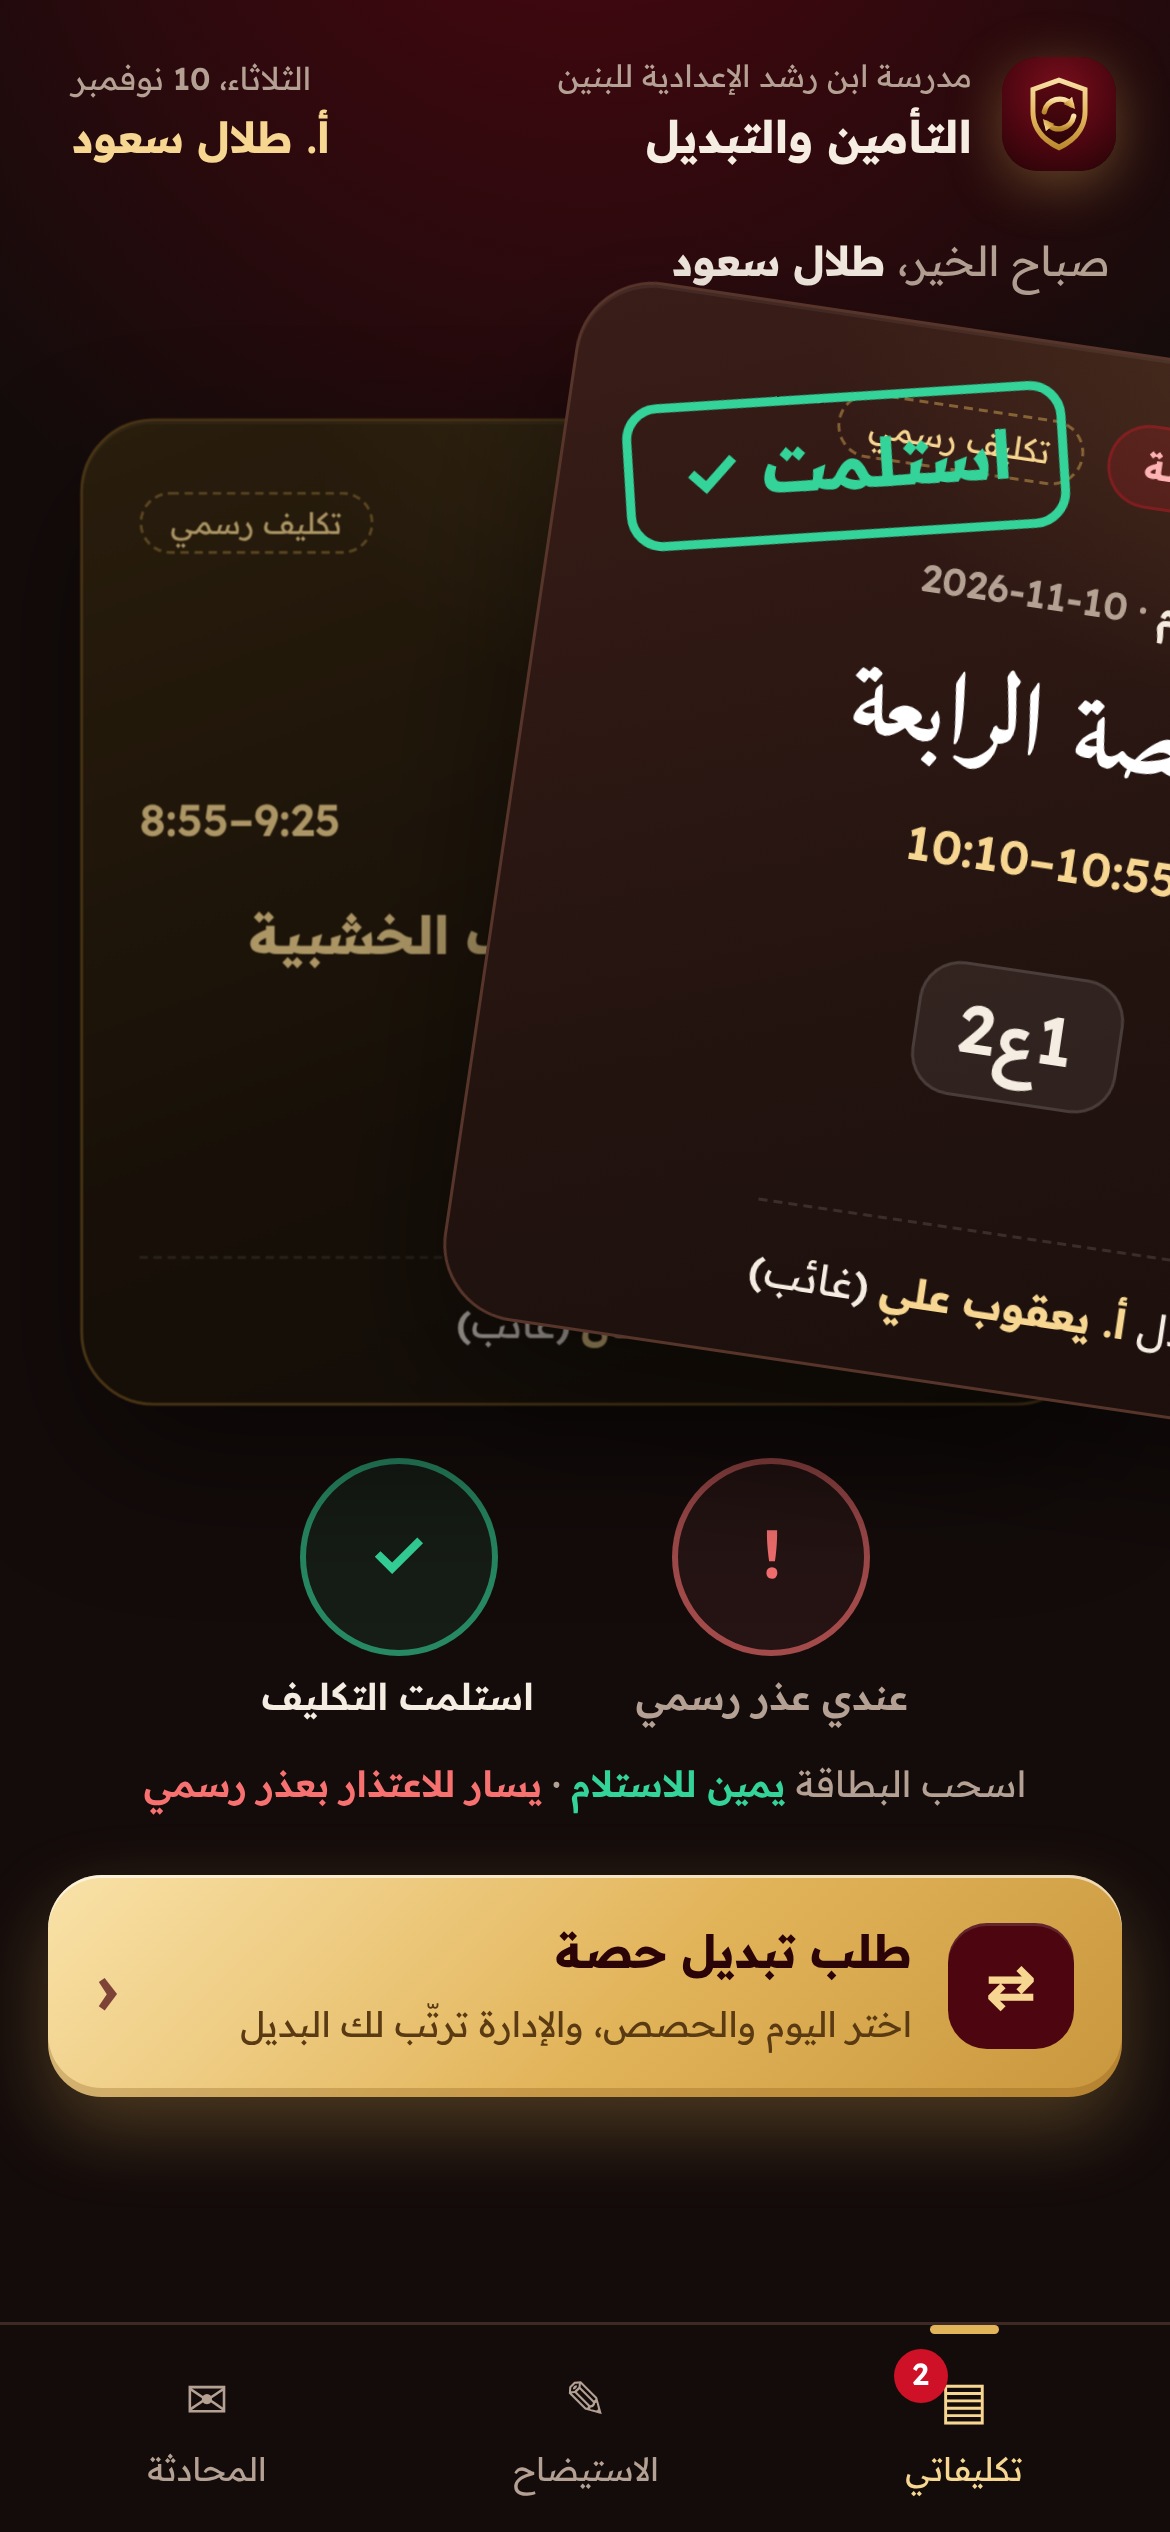 مدرسة ابن رشد الإعدادية للبنين
التأمين والتبديل
الثلاثاء، 10 نوفمبر
أ. طلال سعود
صباح الخير، طلال سعود
تكليف رسمي
استلمت ✓
2026-11-10 ·
الرابعة
10:10–10:55
1ع2
أ. يعقوب علي (غائب)
تكليف رسمي
8:55–9:25
الخشبية
(غائب)
!
عندي عذر رسمي
✓
استلمت التكليف
اسحب البطاقة يمين للاستلام · يسار للاعتذار بعذر رسمي
طلب تبديل حصة
اختر اليوم والحصص، والإدارة ترتّب لك البديل
2
تكليفاتي
الاستيضاح
المحادثة